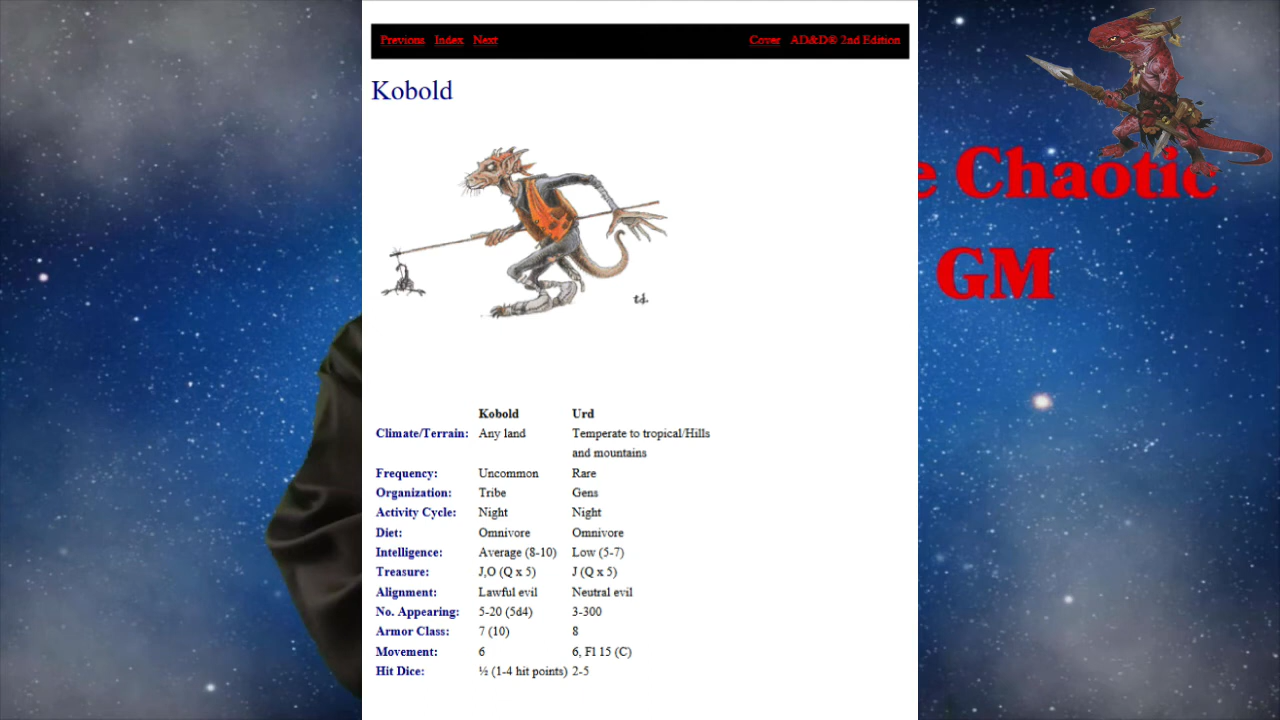 Previous Index Next Cover AD&D® 2nd Edition
Kobold
td.
Chaotic
GM
Kobold Urd
Climate/Terrain: Any land Temperate to tropical/Hills
and mountains
Frequency: Uncommon Rare
Organization: Tribe Gens
Activity Cycle: Night Night
Diet: Omnivore Omnivore
Intelligence: Average (8-10) Low (5-7)
Treasure: J,O (Q x 5) J (Q x 5)
Alignment: Lawful evil Neutral evil
No. Appearing: 5-20 (5d4) 3-300
Armor Class: 7 (10) 8
Movement: 6 6, Fl 15 (C)
Hit Dice: ½ (1-4 hit points) 2-5